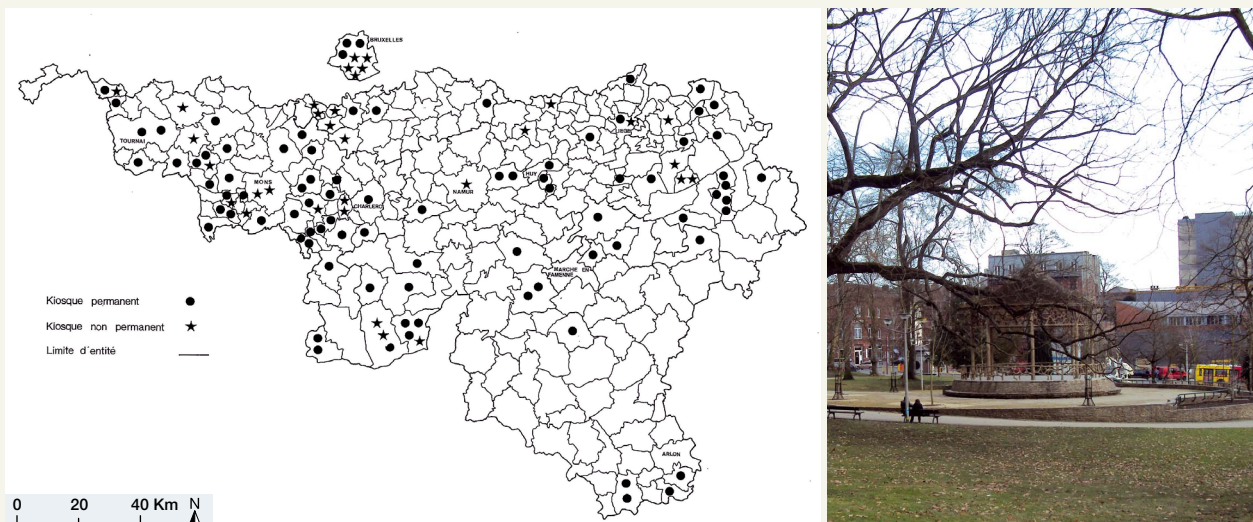 BRUXELLES
TOURNAI
MONS
CHARLEROI
NAMUR
HUY
LIEGE
MARCHE EN
FAMENNE
ARLON
Kiosque permanent
Kiosque non permanent
Limite d'entité
0 20 40 Km N